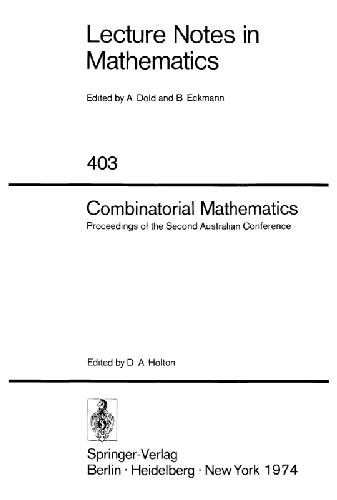 Lecture Notes in
Mathematics
Edited by A. Dold and B. Eckmann
403
Combinatorial Mathematics
Proceedings of the Second Australian Conference
Edited by D. A. Holton
Springer-Verlag
Berlin · Heidelberg · New York 1974